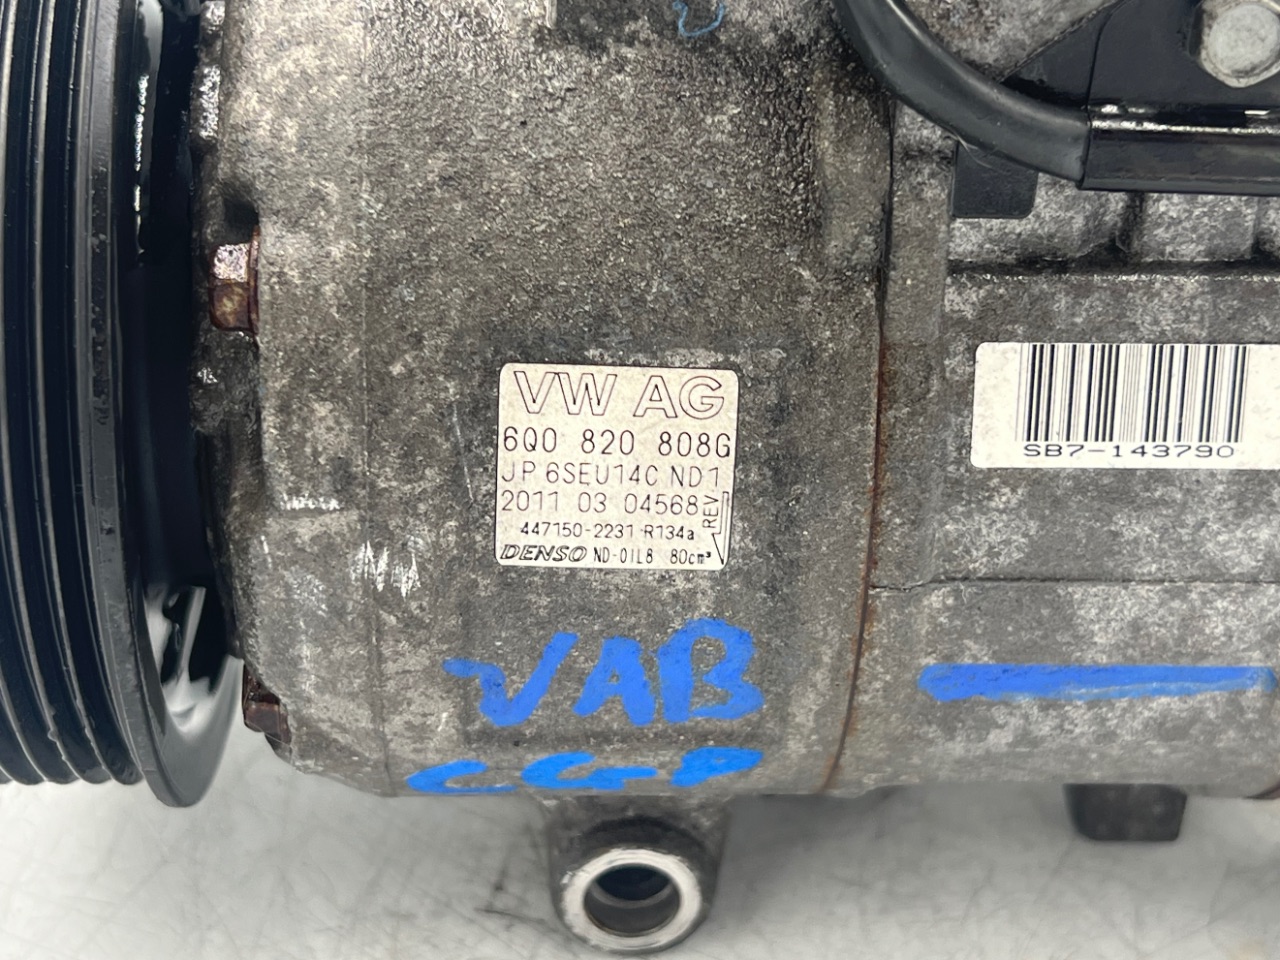 VW AG
6Q0 820 808G
JP 6SEU14C ND1
2011 03 04568
REV
447150-2231 R134a
DENSO ND-OIL8 80cm³
SB7-143790
VAB